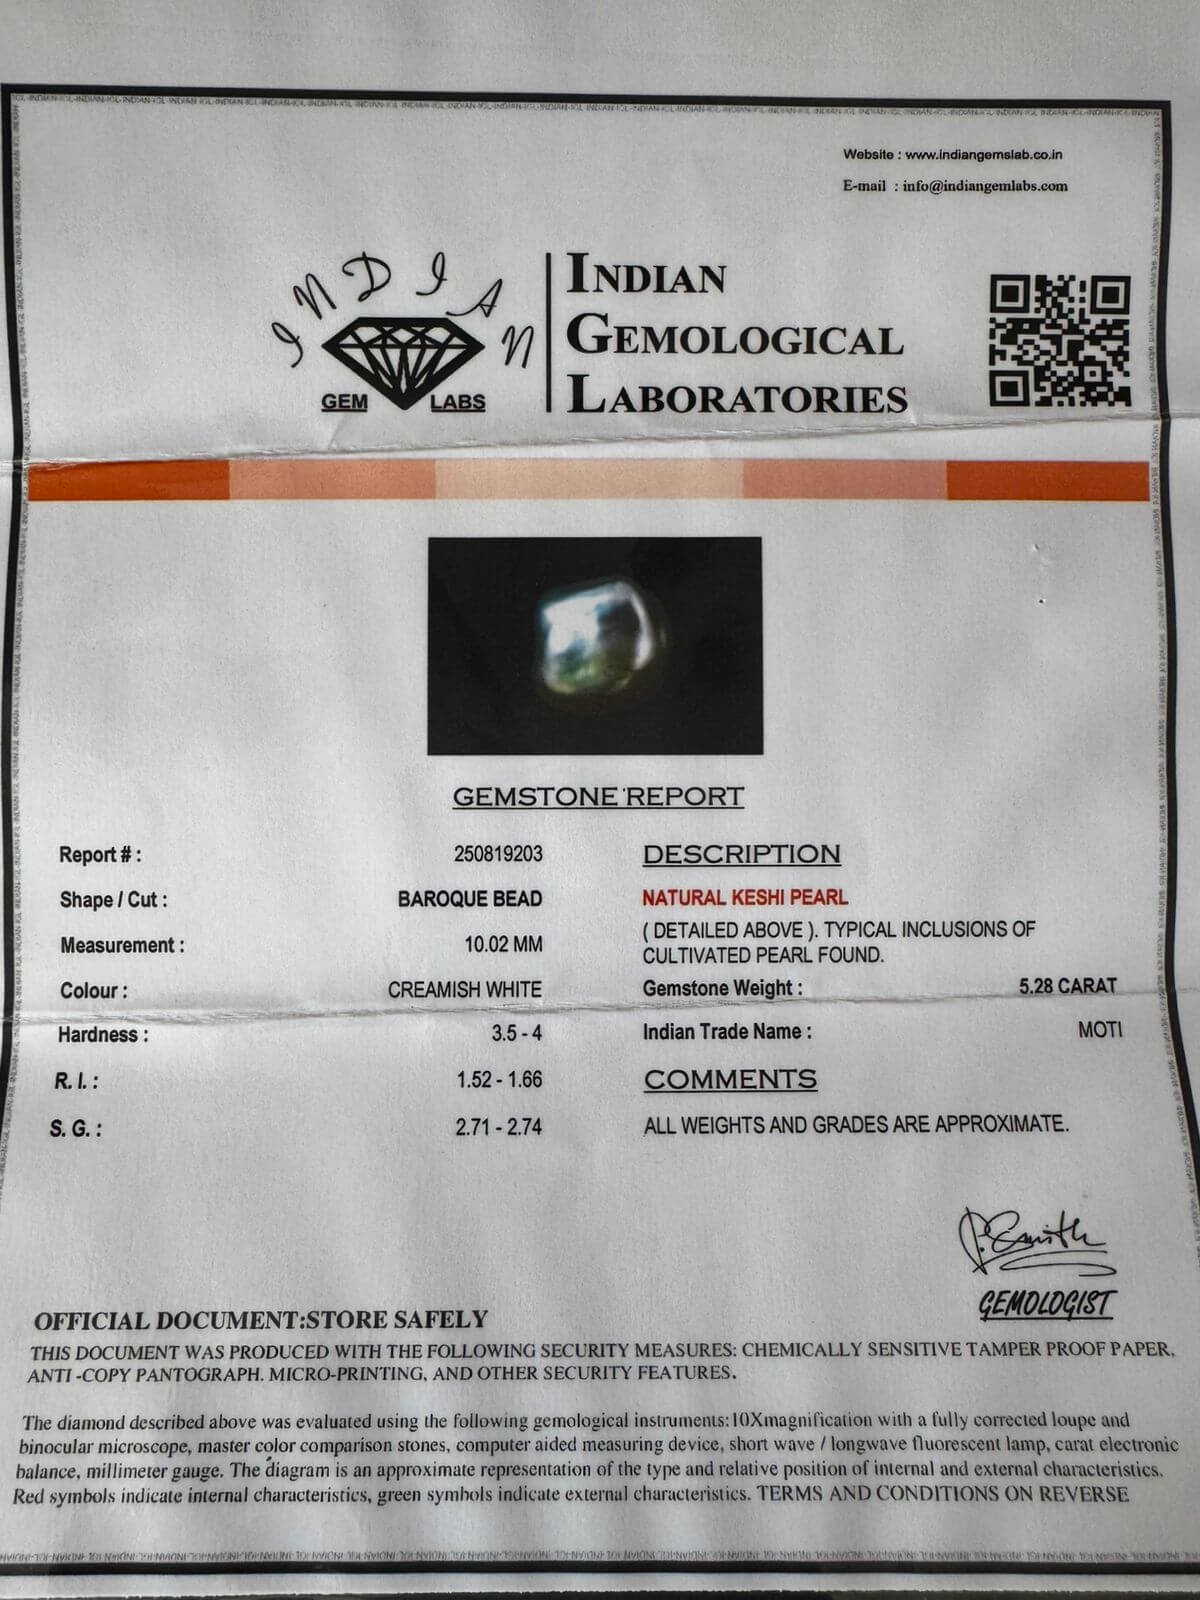 Website : www.indiangemslab.co.in
E-mail : info@indiangemlabs.com
INDIAN
GEM LABS
INDIAN
GEMOLOGICAL
LABORATORIES
GEMSTONE REPORT
Report # : 250819203
Shape / Cut : BAROQUE BEAD
Measurement : 10.02 MM
Colour : CREAMISH WHITE
Hardness : 3.5 - 4
R. I. : 1.52 - 1.66
S. G. : 2.71 - 2.74
DESCRIPTION
NATURAL KESHI PEARL
( DETAILED ABOVE ). TYPICAL INCLUSIONS OF
CULTIVATED PEARL FOUND.
Gemstone Weight : 5.28 CARAT
Indian Trade Name : MOTI
COMMENTS
ALL WEIGHTS AND GRADES ARE APPROXIMATE.
P.Smith
GEMOLOGIST
OFFICIAL DOCUMENT:STORE SAFELY
THIS DOCUMENT WAS PRODUCED WITH THE FOLLOWING SECURITY MEASURES: CHEMICALLY SENSITIVE TAMPER PROOF PAPER.
ANTI -COPY PANTOGRAPH. MICRO-PRINTING, AND OTHER SECURITY FEATURES.
The diamond described above was evaluated using the following gemological instruments:10Xmagnification with a fully corrected loupe and
binocular microscope, master color comparison stones, computer aided measuring device, short wave / longwave fluorescent lamp, carat electronic
balance, millimeter gauge. The diagram is an approximate representation of the type and relative position of internal and external characteristics.
Red symbols indicate internal characteristics, green symbols indicate external characteristics. TERMS AND CONDITIONS ON REVERSE